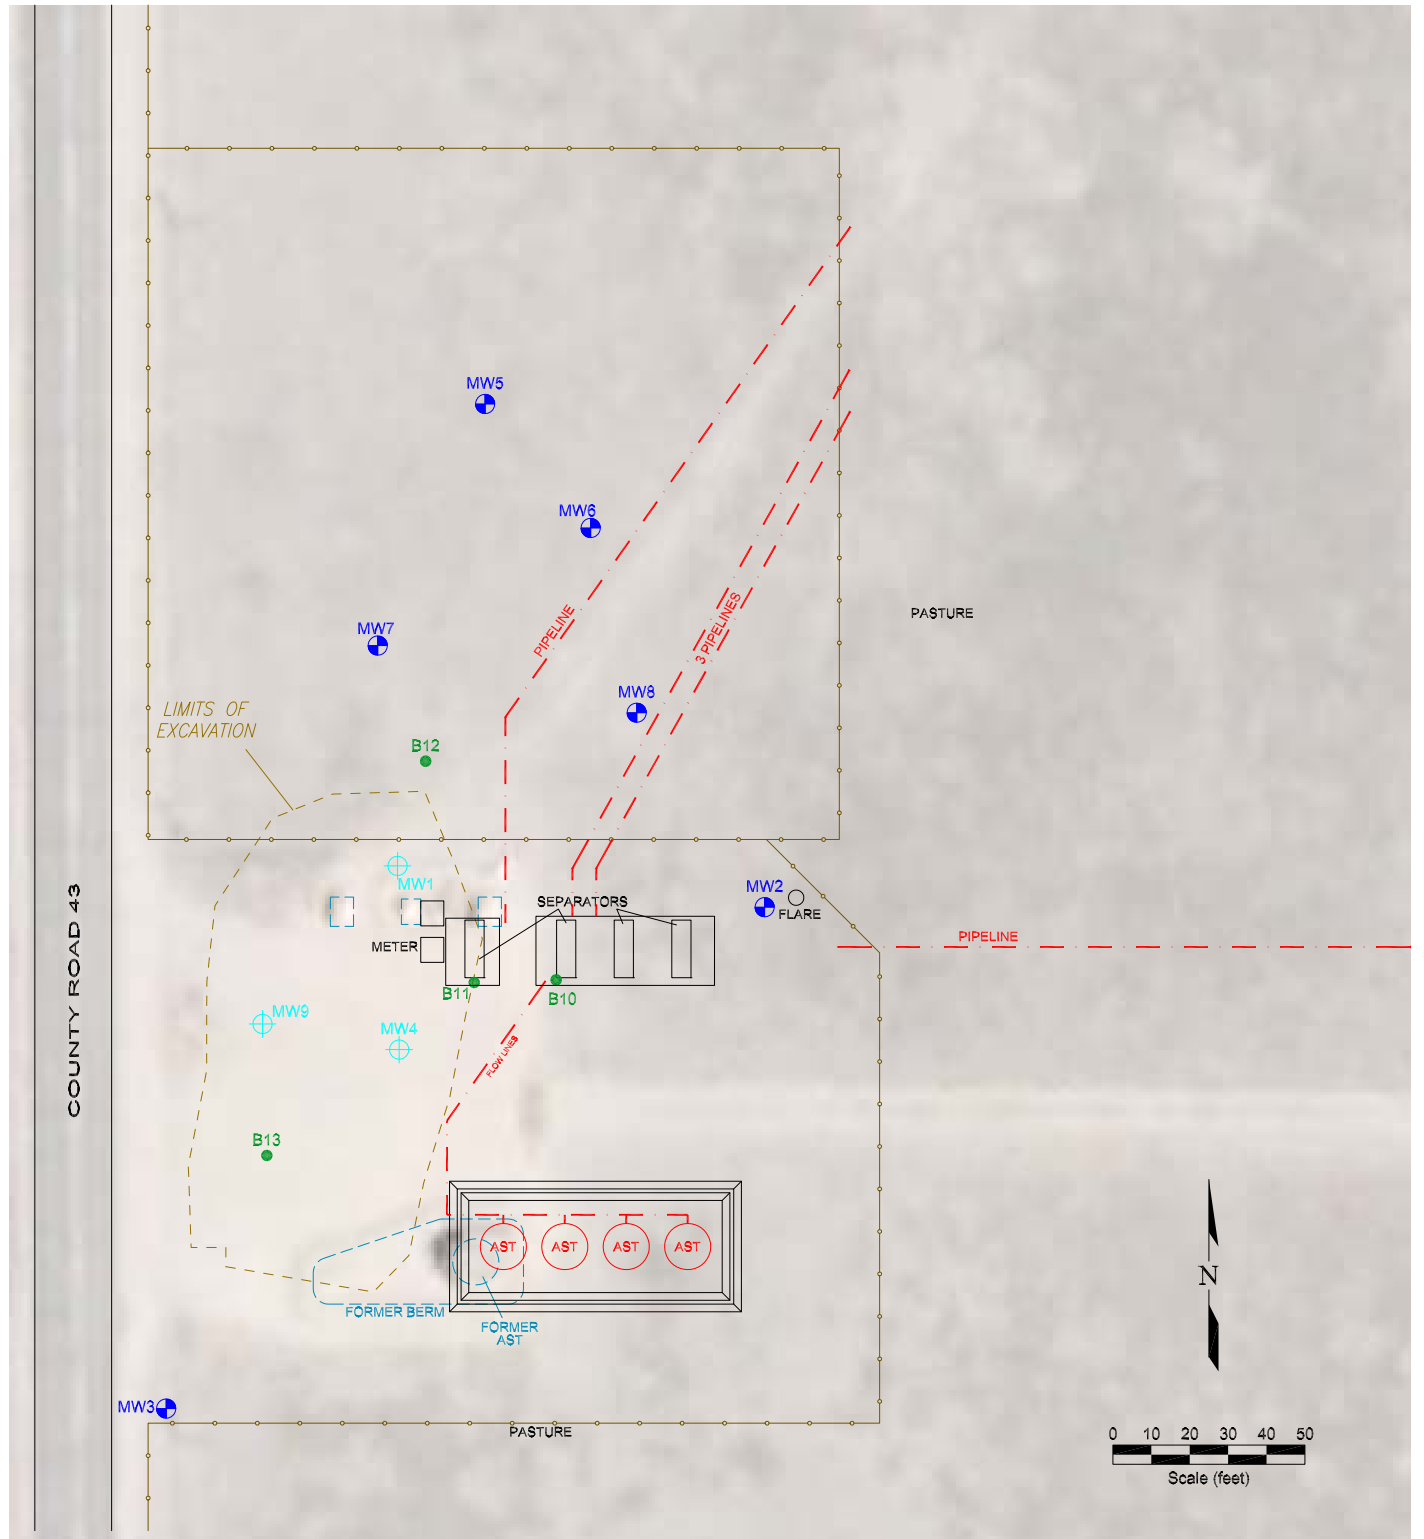 MW5
MW6
PIPELINE
3 PIPELINES
PASTURE
MW7
MW8
LIMITS OF
EXCAVATION
B12
MW1
SEPARATORS
MW2
FLARE
METER
PIPELINE
COUNTY ROAD 43
B11
B10
MW9
MW4
FLOW LINES
B13
AST
AST
AST
AST
FORMER BERM
FORMER
AST
N
MW3
PASTURE
0 10 20 30 40 50
Scale (feet)